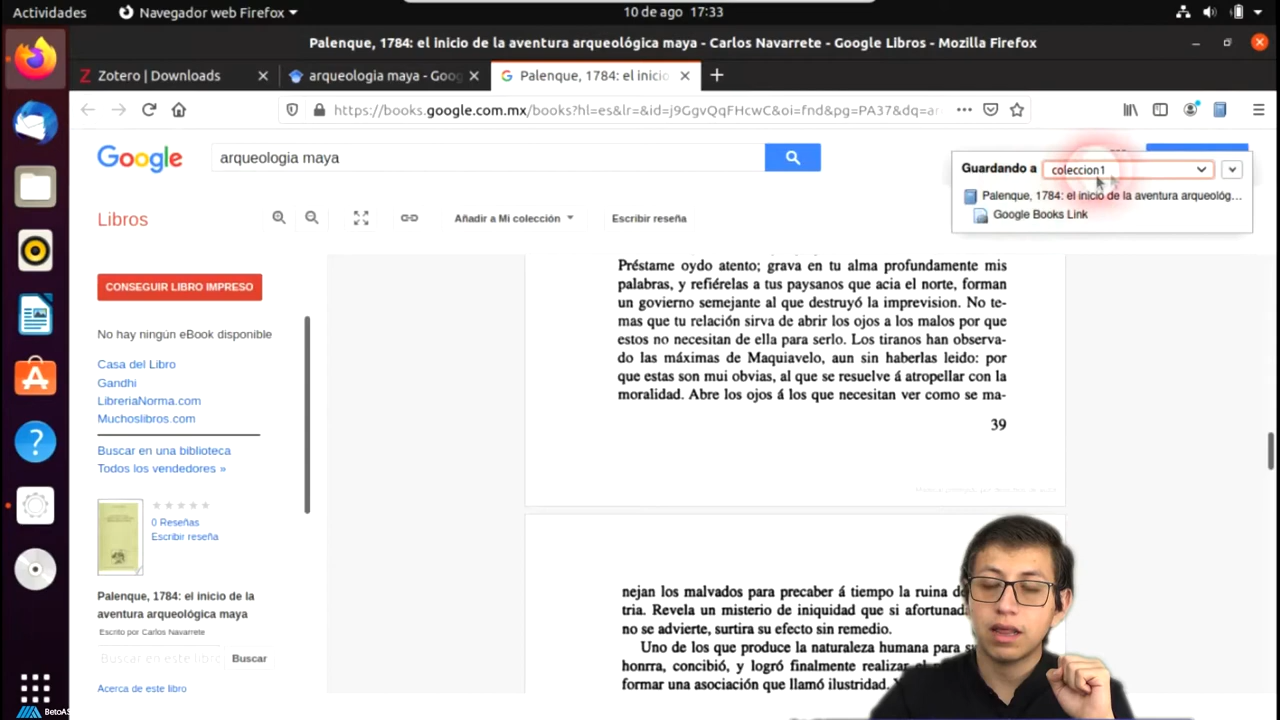 Actividades
Navegador web Firefox
10 de ago 17:33
Palenque, 1784: el inicio de la aventura arqueológica maya - Carlos Navarrete - Google Libros - Mozilla Firefox
Z Zotero | Downloads
arqueologia maya - Goog
G Palenque, 1784: el inicio
https://books.google.com.mx/books?hl=es&lr=&id=j9GgvQqFHcwC&oi=fnd&pg=PA37&dq=ar
Google
arqueologia maya
Guardando a
coleccion1
Palenque, 1784: el inicio de la aventura arqueológ...
Google Books Link
Libros
Añadir a Mi colección
Escribir reseña
CONSEGUIR LIBRO IMPRESO
No hay ningún eBook disponible
Casa del Libro
Gandhi
LibreriaNorma.com
Muchoslibros.com
Buscar en una biblioteca
Todos los vendedores »
0 Reseñas
Escribir reseña
Palenque, 1784: el inicio de la
aventura arqueológica maya
Escrito por Carlos Navarrete
Buscar en este libro
Buscar
Acerca de este libro
Préstame oydo atento; grava en tu alma profundamente mis
palabras, y refiérelas a tus paysanos que acia el norte, forman
un govierno semejante al que destruyó la imprevision. No te-
mas que tu relación sirva de abrir los ojos a los malos por que
estos no necesitan de ella para serlo. Los tiranos han observa-
do las máximas de Maquiavelo, aun sin haberlas leido: por
que estas son mui obvias, al que se resuelve á atropellar con la
moralidad. Abre los ojos á los que necesitan ver como se ma-
39
nejan los malvados para precaber á tiempo la ruina de
tria. Revela un misterio de iniquidad que si afortunad
no se advierte, surtira su efecto sin remedio.
Uno de los que produce la naturaleza humana para s
honrra, concibió, y logró finalmente realizar el
formar una asociación que llamó ilustridad.
BetoAS